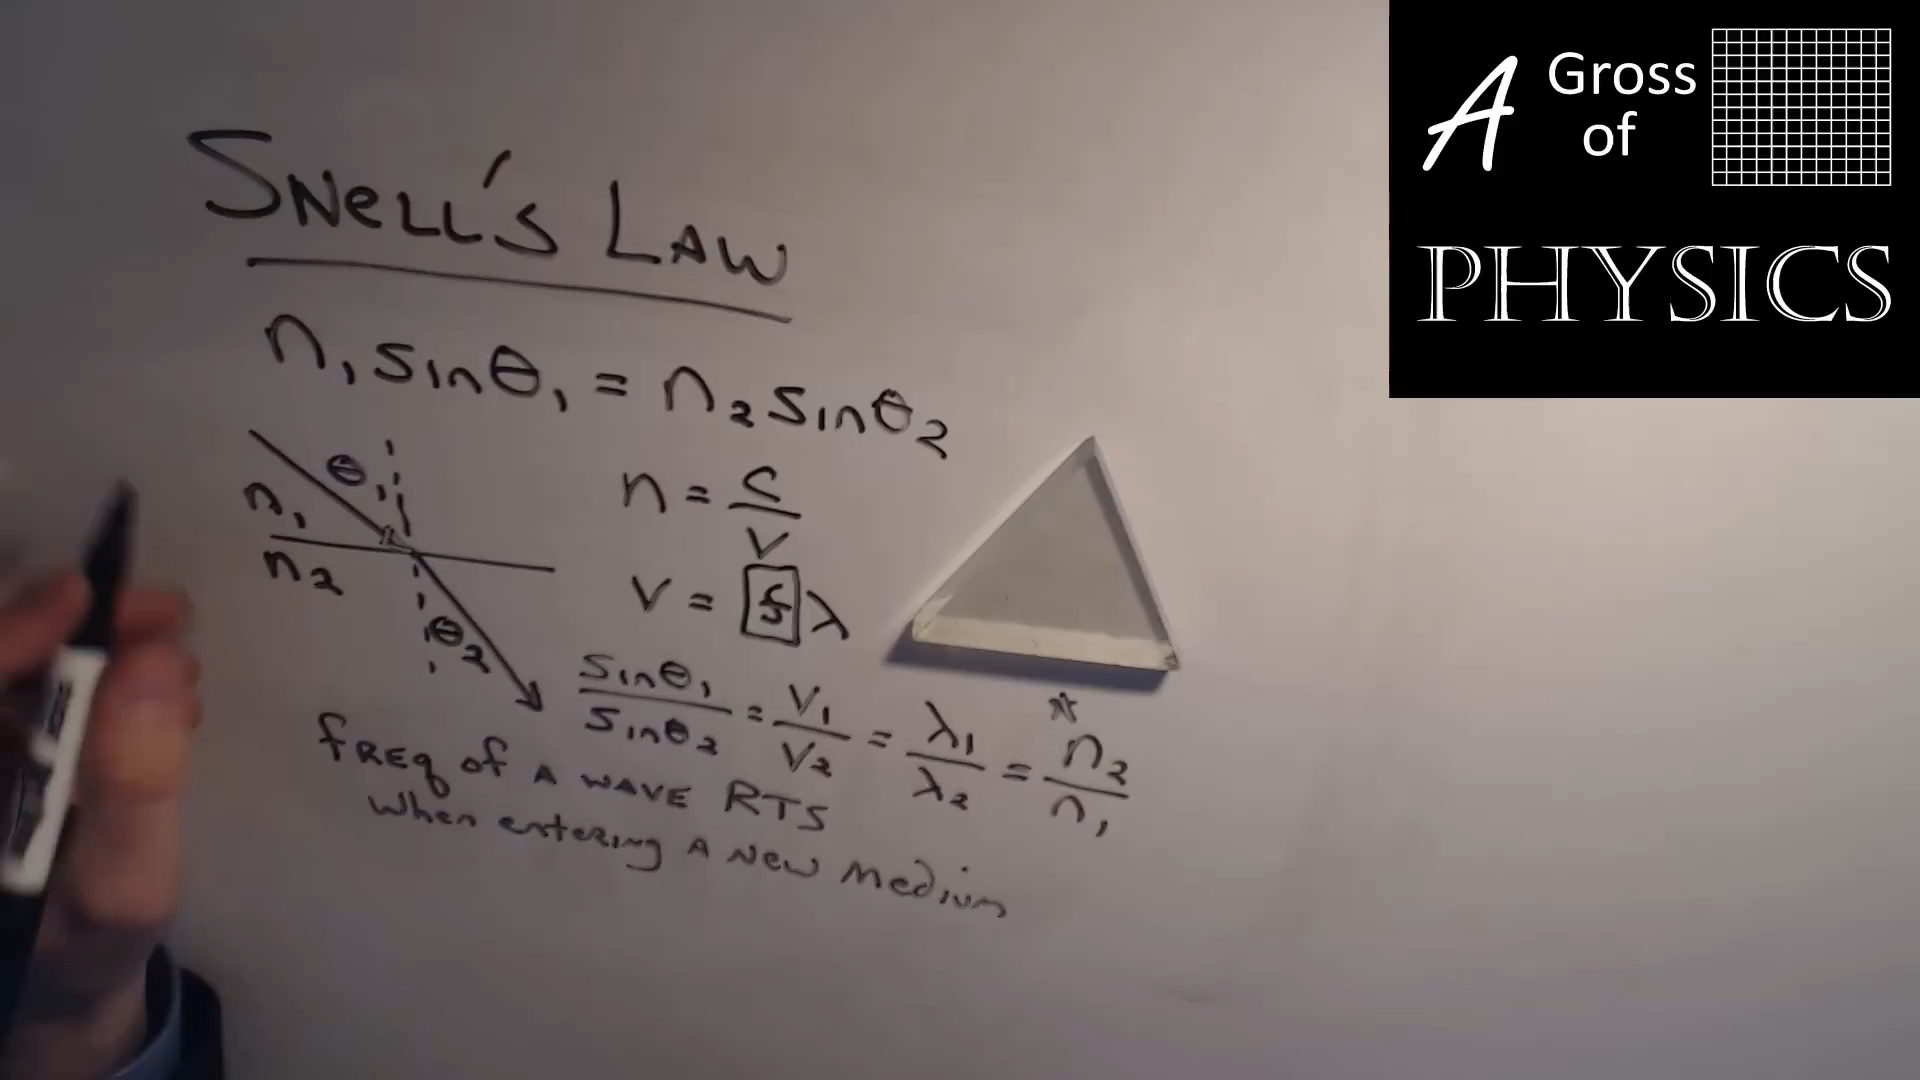 SNELL'S LAW
n₁ sinθ₁ = n₂ sinθ₂
θ₁
n₁
n₂
θ₂
n = c/v
v = f λ
sinθ₁/sinθ₂ = v₁/v₂ = λ₁/λ₂ = n₂/n₁
fREq of A WAVE RTS
when enterIng A New Medium
A Gross
of
PHYSICS